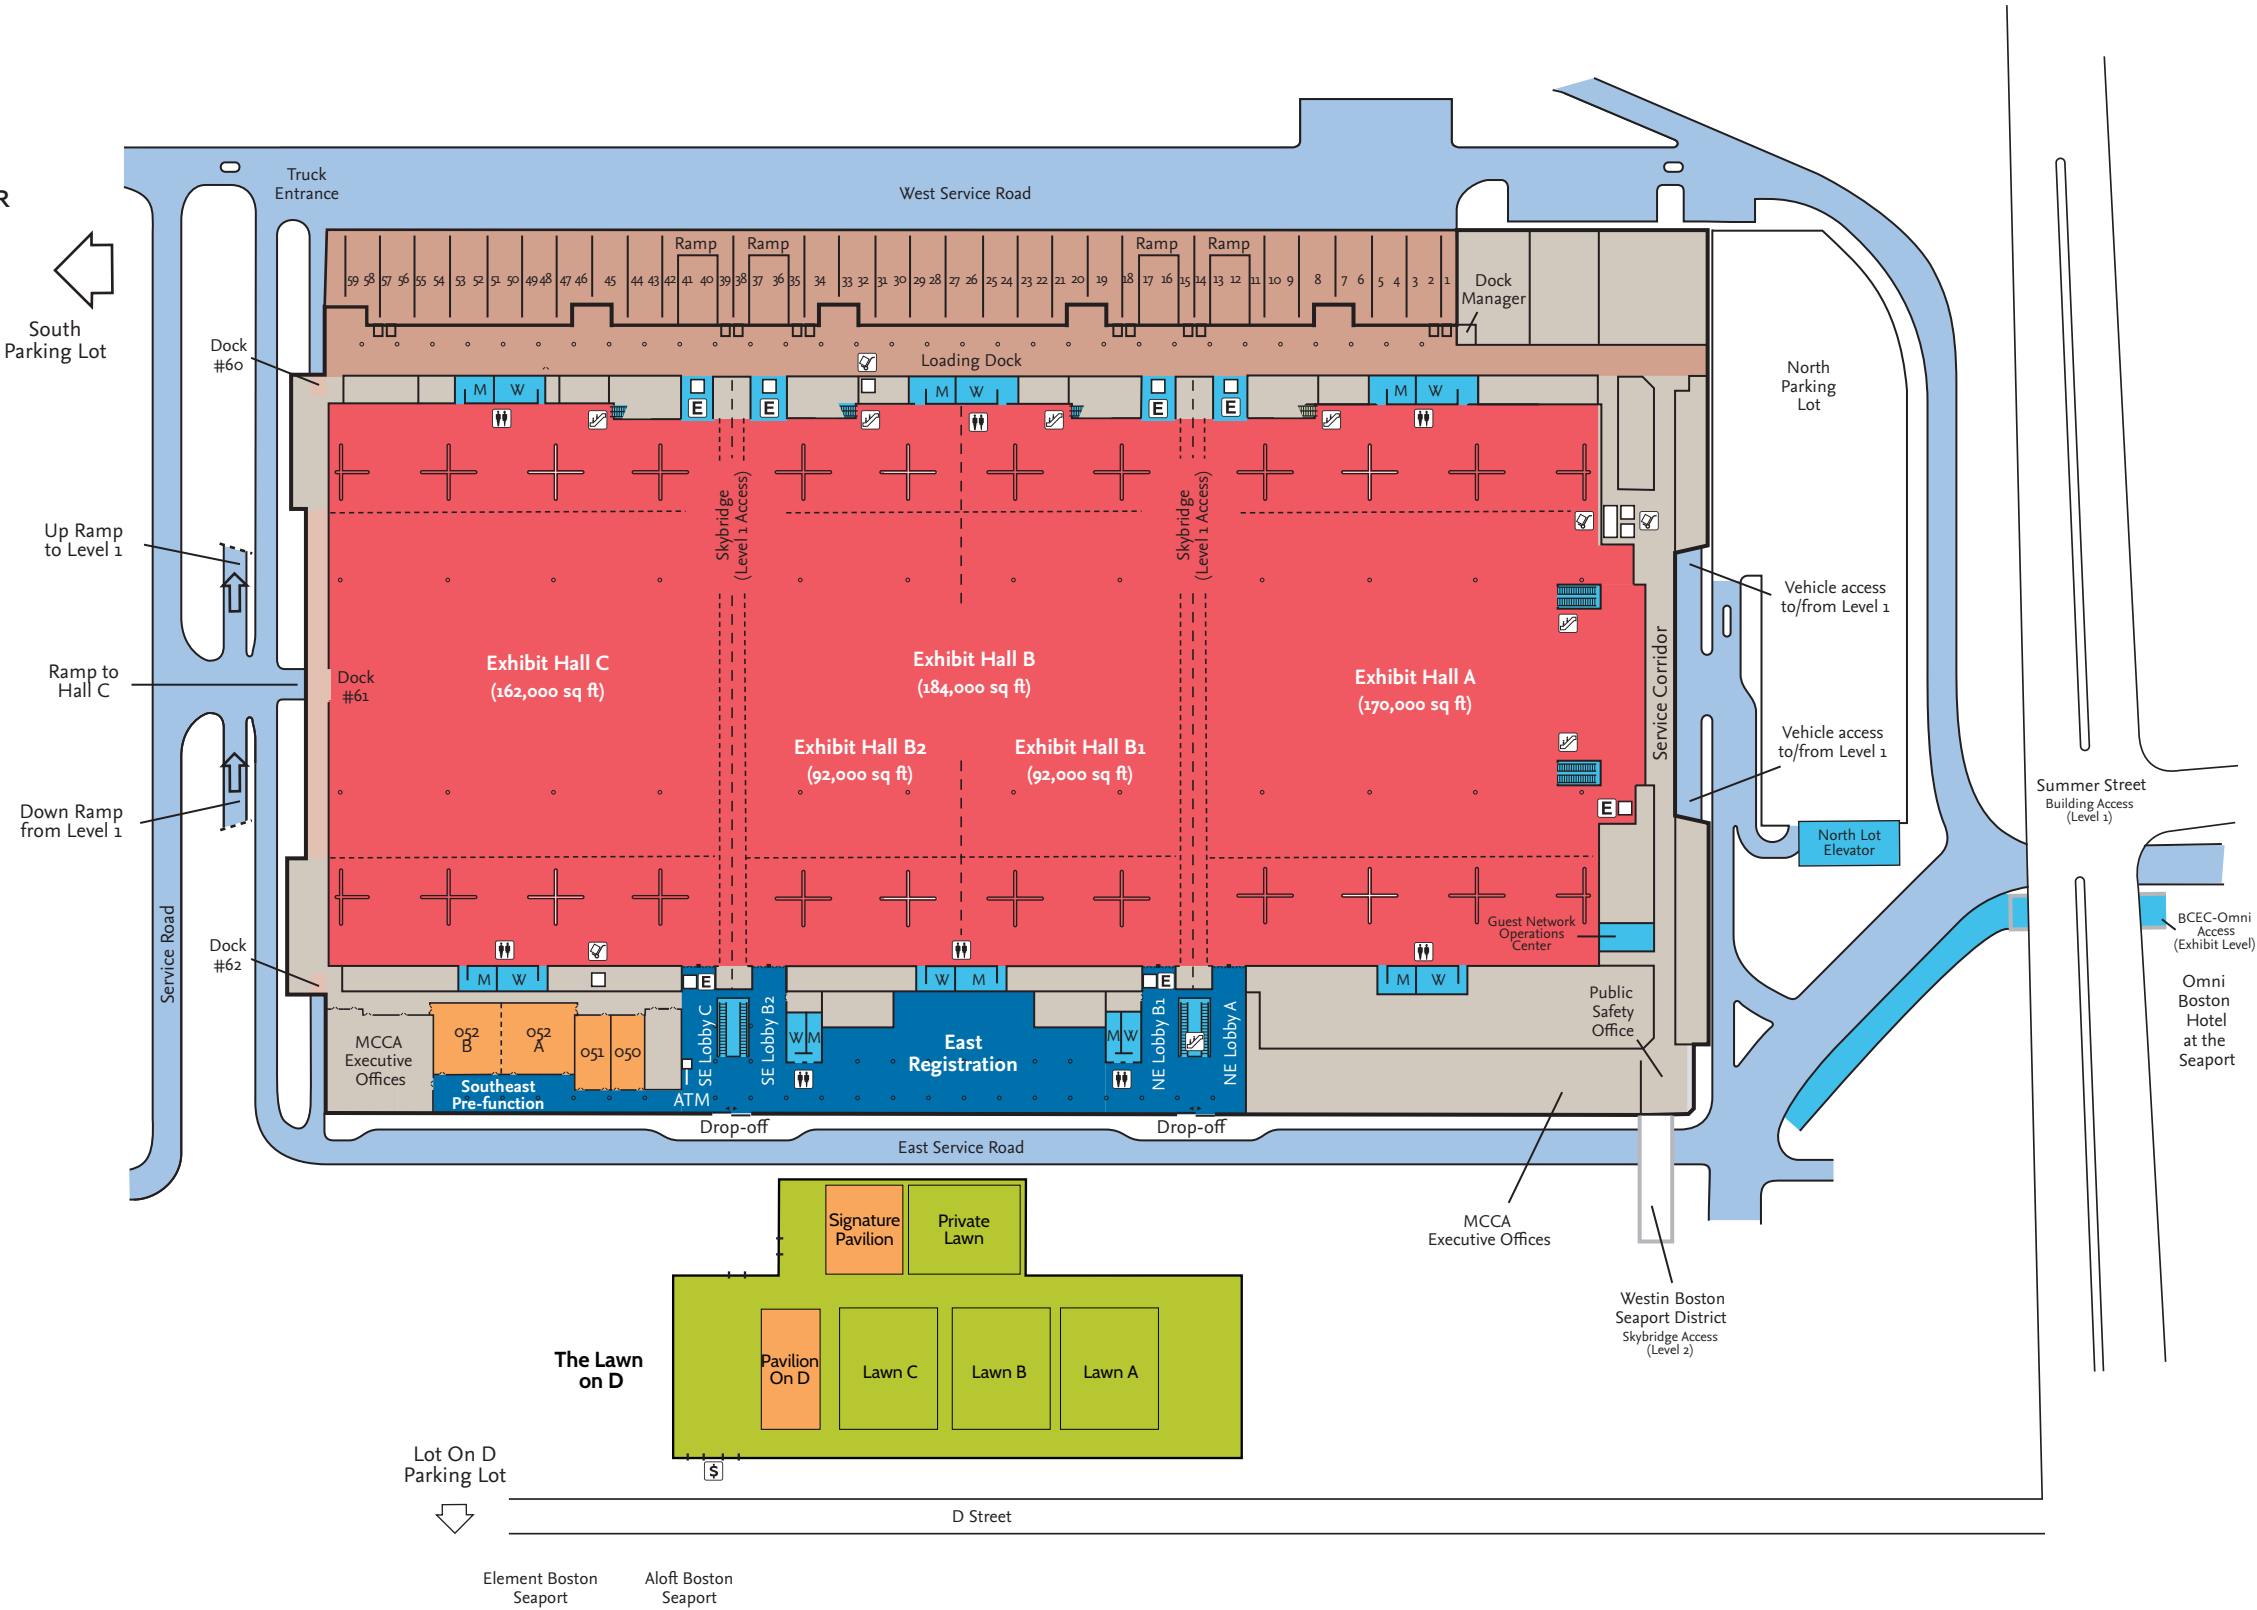 R
South
Parking Lot
Truck
Entrance
West Service Road
Ramp
Ramp
Ramp
Ramp
59 58 57 56 55 54 53 52 51 50 49 48 47 46 45 44 43 42 41 40 39 38 37 36 35 34 33 32 31 30 29 28 27 26 25 24 23 22 21 20 19 18 17 16 15 14 13 12 11 10 9 8 7 6 5 4 3 2 1
Dock
Manager
Dock
#60
Loading Dock
M W
E
E
M W
E
E
M W
North
Parking
Lot
Skybridge
(Level 1 Access)
Skybridge
(Level 1 Access)
Up Ramp
to Level 1
Ramp to
Hall C
Down Ramp
from Level 1
Dock
#61
Exhibit Hall C
(162,000 sq ft)
Exhibit Hall B
(184,000 sq ft)
Exhibit Hall A
(170,000 sq ft)
Exhibit Hall B2
(92,000 sq ft)
Exhibit Hall B1
(92,000 sq ft)
Service Corridor
Vehicle access
to/from Level 1
Vehicle access
to/from Level 1
E
North Lot
Elevator
Summer Street
Building Access
(Level 1)
Service Road
Dock
#62
Guest Network
Operations
Center
BCEC-Omni
Access
(Exhibit Level)
Omni
Boston
Hotel
at the
Seaport
M W
E
W M
E
M W
MCCA
Executive
Offices
052
B
052
A
051
050
Southeast
Pre-function
ATM
SE Lobby C
SE Lobby B2
W M
East
Registration
M W
NE Lobby B1
NE Lobby A
Public
Safety
Office
Drop-off
Drop-off
East Service Road
MCCA
Executive Offices
Westin Boston
Seaport District
Skybridge Access
(Level 2)
Signature
Pavilion
Private
Lawn
The Lawn
on D
Pavilion
On D
Lawn C
Lawn B
Lawn A
$
Lot On D
Parking Lot
D Street
Element Boston
Seaport
Aloft Boston
Seaport